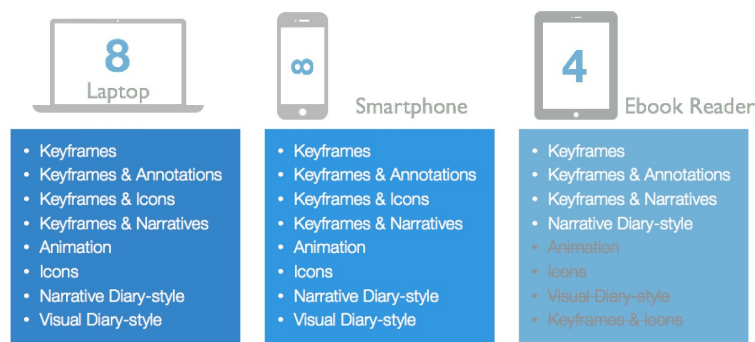 8
Laptop
8
Smartphone
4
Ebook Reader
• Keyframes
• Keyframes & Annotations
• Keyframes & Icons
• Keyframes & Narratives
• Animation
• Icons
• Narrative Diary-style
• Visual Diary-style
• Keyframes
• Keyframes & Annotations
• Keyframes & Icons
• Keyframes & Narratives
• Animation
• Icons
• Narrative Diary-style
• Visual Diary-style
• Keyframes
• Keyframes & Annotations
• Keyframes & Narratives
• Narrative Diary-style
• Animation
• Icons
• Visual Diary-style
• Keyframes & Icons